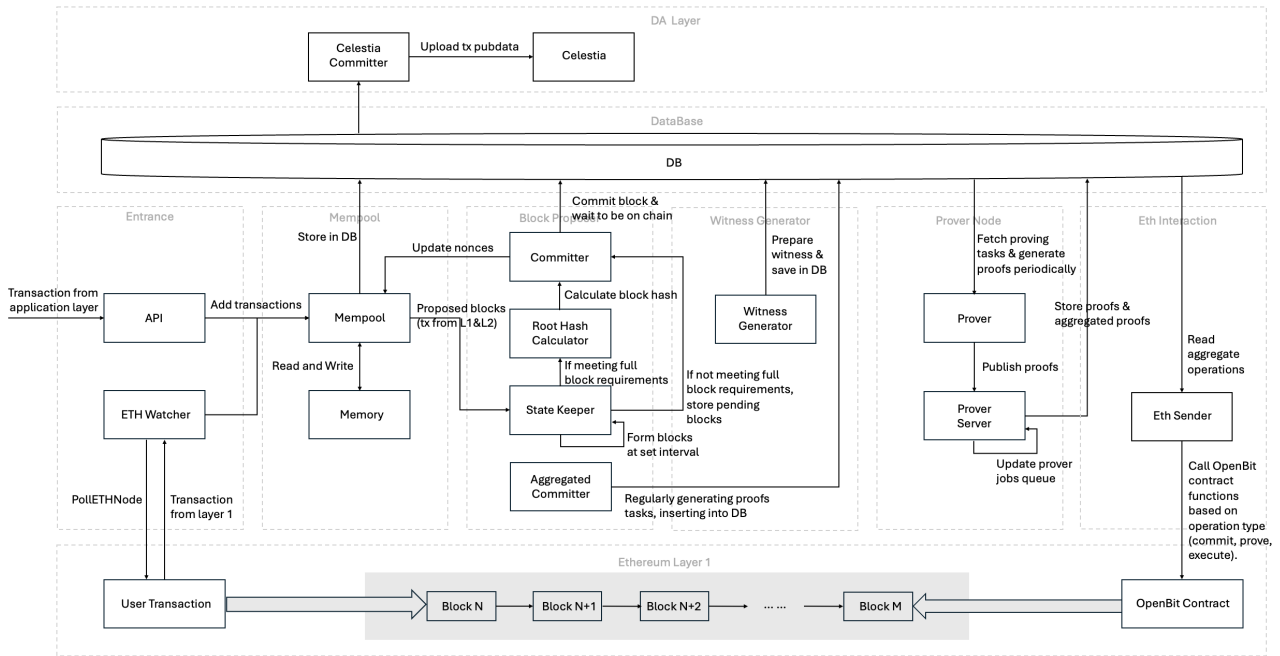 DA Layer
Celestia
Committer
Upload tx pubdata
Celestia
DataBase
DB
Entrance
Mempool
Block Proposer
Witness Generator
Prover Node
Eth Interaction
Commit block &
wait to be on chain
Store in DB
Update nonces
Committer
Prepare
witness &
save in DB
Fetch proving
tasks & generate
proofs periodically
Transaction from
application layer
API
Add transactions
Mempool
Proposed blocks
(tx from L1&L2)
Calculate block hash
Root Hash
Calculator
Witness
Generator
Prover
Store proofs &
aggregated proofs
Read and Write
If meeting full
block requirements
If not meeting full
block requirements,
store pending
blocks
Publish proofs
Read
aggregate
operations
ETH Watcher
Memory
State Keeper
Form blocks
at set interval
Prover
Server
Eth Sender
Update prover
jobs queue
Aggregated
Committer
Regularly generating proofs
tasks, inserting into DB
PollETHNode
Transaction
from layer 1
Call OpenBit
contract
functions
based on
operation type
(commit, prove,
execute).
Ethereum Layer 1
User Transaction
Block N
Block N+1
Block N+2
... ...
Block M
OpenBit Contract